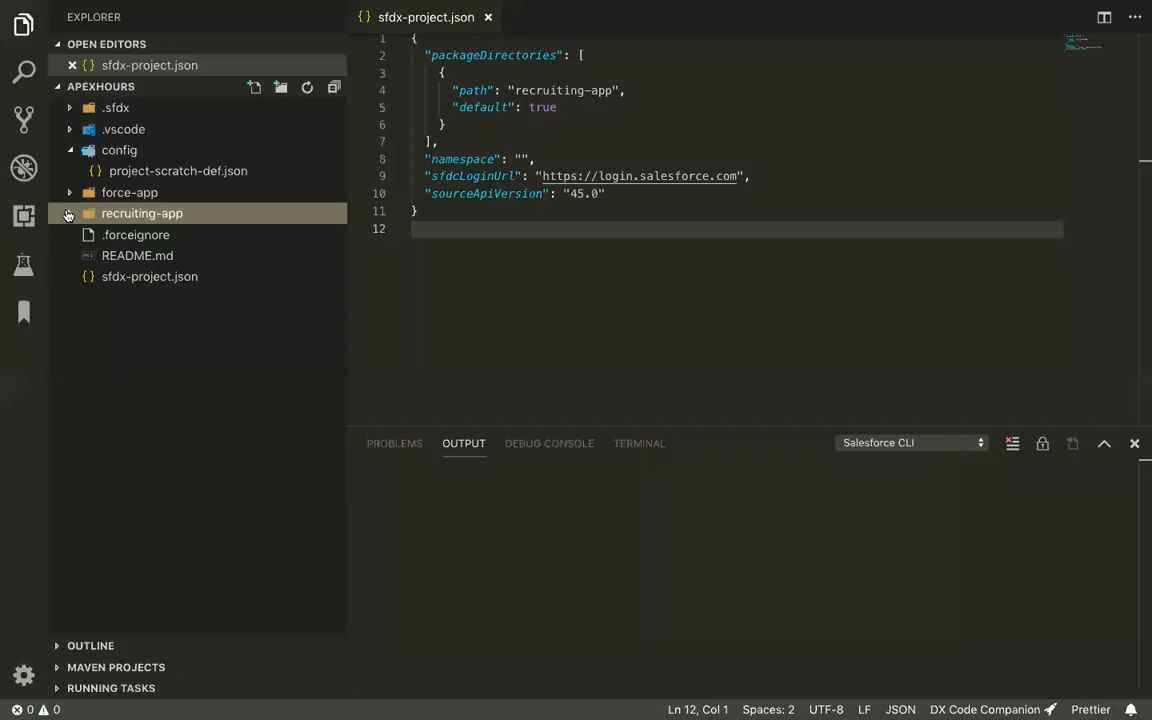 EXPLORER
OPEN EDITORS
{ } sfdx-project.json
APEXHOURS
.sfdx
.vscode
config
{ } project-scratch-def.json
force-app
recruiting-app
.forceignore
README.md
{ } sfdx-project.json
OUTLINE
MAVEN PROJECTS
RUNNING TASKS
{ } sfdx-project.json
1 {
2 "packageDirectories": [
3 {
4 "path": "recruiting-app",
5 "default": true
6 }
7 ],
8 "namespace": "",
9 "sfdcLoginUrl": "https://login.salesforce.com",
10 "sourceApiVersion": "45.0"
11 }
12
PROBLEMS OUTPUT DEBUG CONSOLE TERMINAL Salesforce CLI
0 0 Ln 12, Col 1 Spaces: 2 UTF-8 LF JSON DX Code Companion Prettier